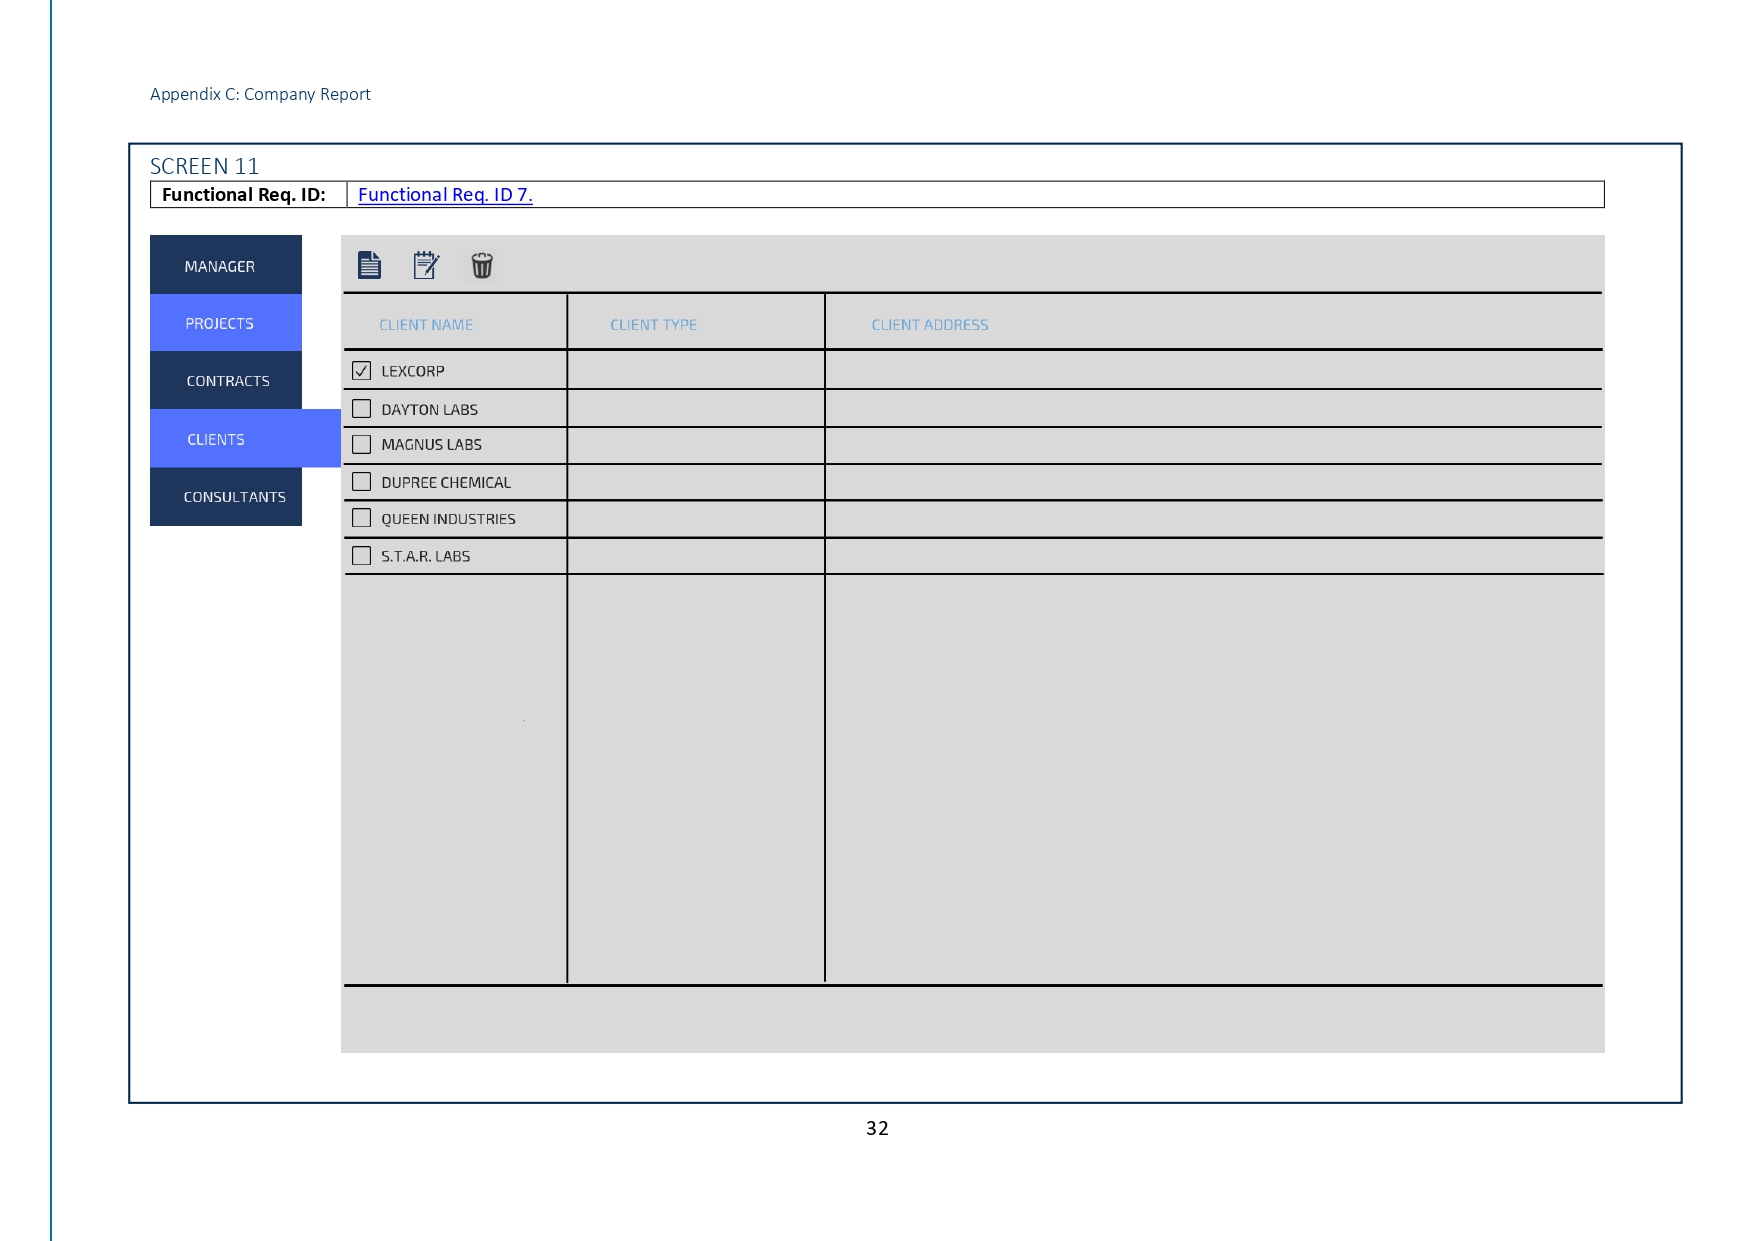 Appendix C: Company Report
SCREEN 11
Functional Req. ID: Functional Req. ID 7.
MANAGER
PROJECTS
CONTRACTS
CLIENTS
CONSULTANTS
CLIENT NAME CLIENT TYPE CLIENT ADDRESS
LEXCORP
DAYTON LABS
MAGNUS LABS
DUPREE CHEMICAL
QUEEN INDUSTRIES
S.T.A.R. LABS
32